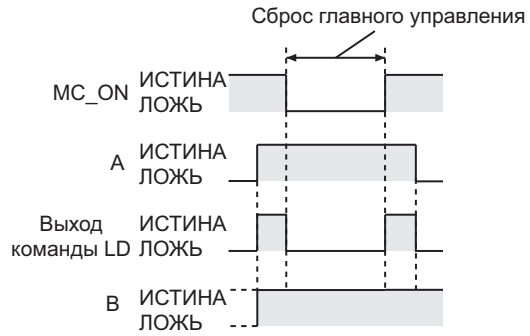 Сброс главного управления
MC_ON ИСТИНА
ЛОЖЬ
A ИСТИНА
ЛОЖЬ
Выход
команды LD
ИСТИНА
ЛОЖЬ
B ИСТИНА
ЛОЖЬ